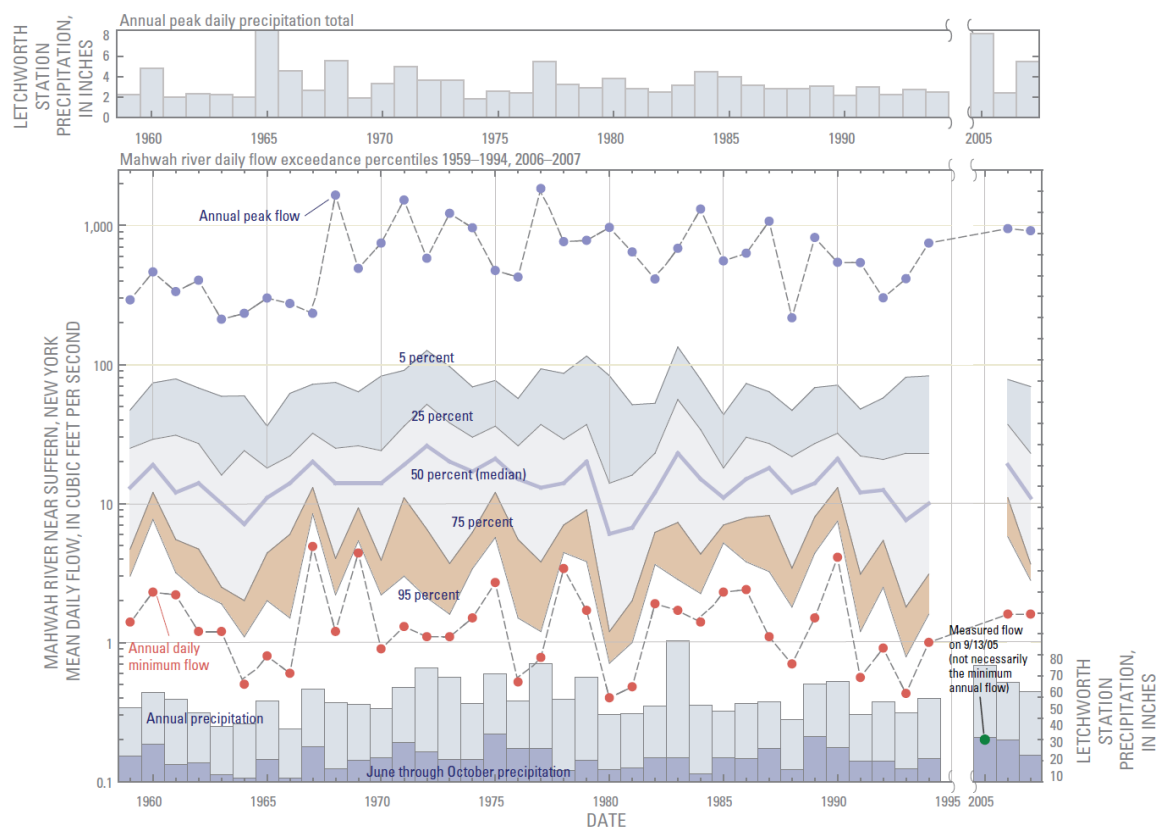 Annual peak daily precipitation total
LETCHWORTH
STATION
PRECIPITATION,
IN INCHES
8
6
4
2
0
1960 1965 1970 1975 1980 1985 1990 2005
Mahwah river daily flow exceedance percentiles 1959–1994, 2006–2007
MAHWAH RIVER NEAR SUFFERN, NEW YORK
MEAN DAILY FLOW, IN CUBIC FEET PER SECOND
1,000
100
10
1
0.1
Annual peak flow
5 percent
25 percent
50 percent (median)
75 percent
95 percent
Annual daily
minimum flow
Measured flow
on 9/13/05
(not necessarily
the minimum
annual flow)
Annual precipitation
June through October precipitation
80
70
60
50
40
30
20
10
LETCHWORTH
STATION
PRECIPITATION,
IN INCHES
1960 1965 1970 1975 1980 1985 1990 1995 2005
DATE